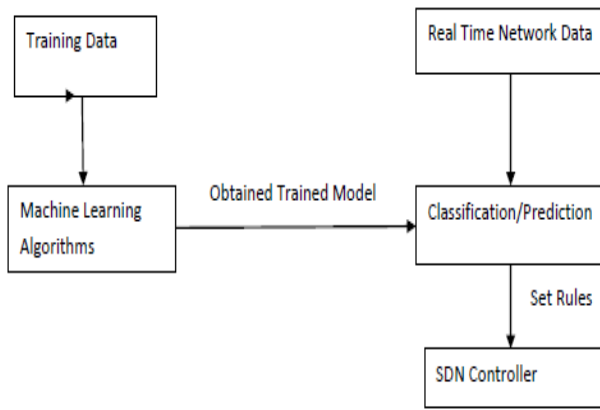 Training Data
Real Time Network Data
Machine Learning
Algorithms
Obtained Trained Model
Classification/Prediction
Set Rules
SDN Controller